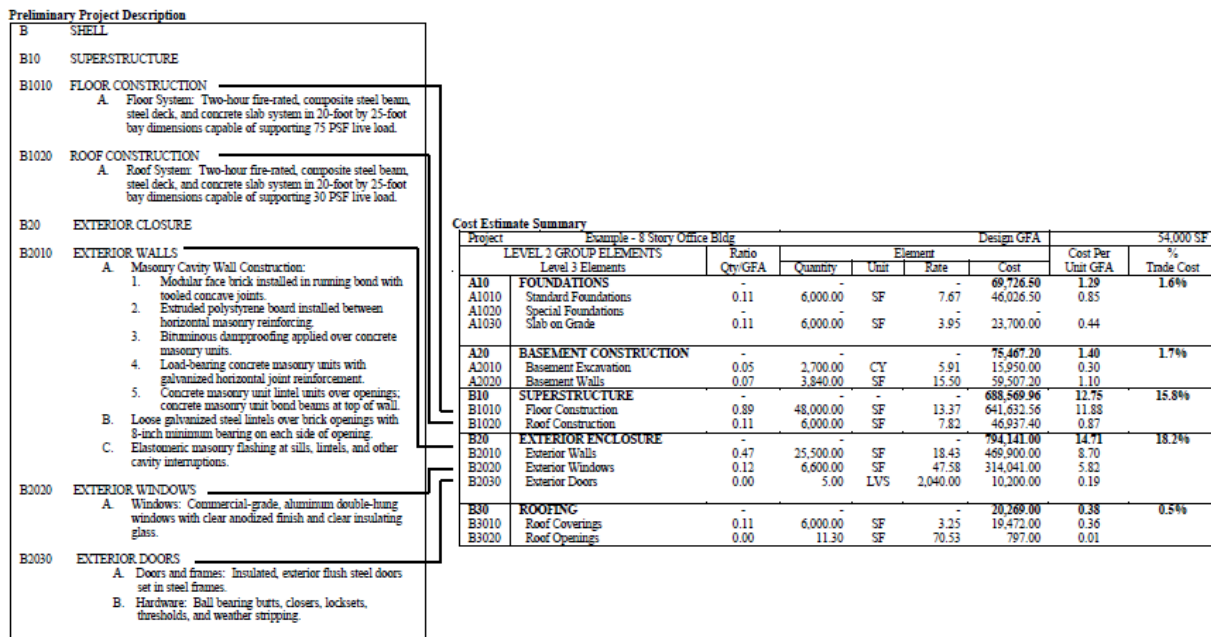 Preliminary Project Description
B SHELL
B10 SUPERSTRUCTURE
B1010 FLOOR CONSTRUCTION
A. Floor System: Two-hour fire-rated, composite steel beam,
steel deck, and concrete slab system in 20-foot by 25-foot
bay dimensions capable of supporting 75 PSF live load.
B1020 ROOF CONSTRUCTION
A. Roof System: Two-hour fire-rated, composite steel beam,
steel deck, and concrete slab system in 20-foot by 25-foot
bay dimensions capable of supporting 30 PSF live load.
B20 EXTERIOR CLOSURE
B2010 EXTERIOR WALLS
A. Masonry Cavity Wall Construction:
1. Modular face brick installed in running bond with
tooled concave joints.
2. Extruded polystyrene board installed between
horizontal masonry reinforcing.
3. Bituminous dampproofing applied over concrete
masonry units.
4. Load-bearing concrete masonry units with
galvanized horizontal joint reinforcement.
5. Concrete masonry unit lintel units over openings;
concrete masonry unit bond beams at top of wall.
B. Loose galvanized steel lintels over brick openings with
8-inch minimum bearing on each side of opening.
C. Elastomeric masonry flashing at sills, lintels, and other
cavity interruptions.
B2020 EXTERIOR WINDOWS
A. Windows: Commercial-grade, aluminum double-hung
windows with clear anodized finish and clear insulating
glass.
B2030 EXTERIOR DOORS
A. Doors and frames: Insulated, exterior flush steel doors
set in steel frames.
B. Hardware: Ball bearing butts, closers, locksets,
thresholds, and weather stripping.
Cost Estimate Summary
Project Example - 8 Story Office Bldg Design GFA 54,000 SF
LEVEL 2 GROUP ELEMENTS Ratio Element Cost Per %
Level 3 Elements Qty/GFA Quantity Unit Rate Cost Unit GFA Trade Cost
A10 FOUNDATIONS - - - 69,726.50 1.29 1.6%
A1010 Standard Foundations 0.11 6,000.00 SF 7.67 46,026.50 0.85
A1020 Special Foundations - - - -
A1030 Slab on Grade 0.11 6,000.00 SF 3.95 23,700.00 0.44
A20 BASEMENT CONSTRUCTION - - - 75,467.20 1.40 1.7%
A2010 Basement Excavation 0.05 2,700.00 CY 5.91 15,950.00 0.30
A2020 Basement Walls 0.07 3,840.00 SF 15.50 59,507.20 1.10
B10 SUPERSTRUCTURE - - - 688,569.96 12.75 15.8%
B1010 Floor Construction 0.89 48,000.00 SF 13.37 641,632.56 11.88
B1020 Roof Construction 0.11 6,000.00 SF 7.82 46,937.40 0.87
B20 EXTERIOR ENCLOSURE - - - 794,141.00 14.71 18.2%
B2010 Exterior Walls 0.47 25,500.00 SF 18.43 469,900.00 8.70
B2020 Exterior Windows 0.12 6,600.00 SF 47.58 314,041.00 5.82
B2030 Exterior Doors 0.00 5.00 LVS 2,040.00 10,200.00 0.19
B30 ROOFING - - - 20,269.00 0.38 0.5%
B3010 Roof Coverings 0.11 6,000.00 SF 3.25 19,472.00 0.36
B3020 Roof Openings 0.00 11.30 SF 70.53 797.00 0.01